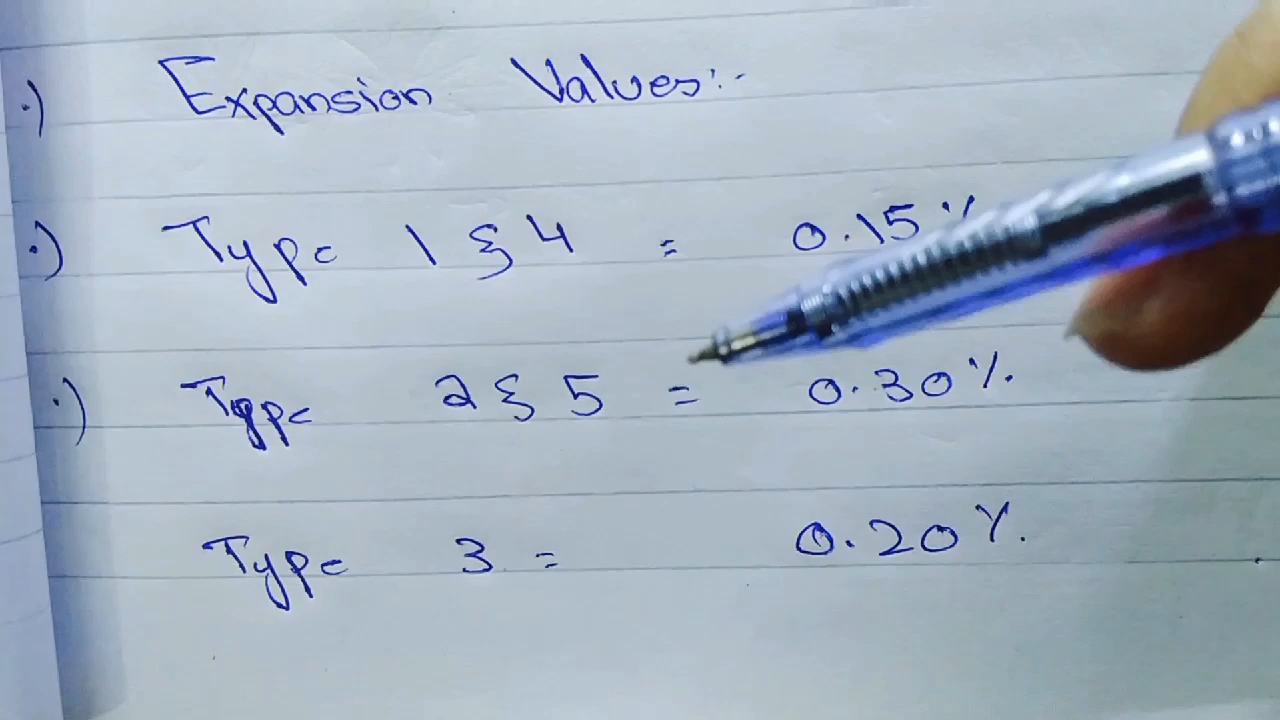 ·) Expansion Values:-
·) Type 1 & 4 = 0.15%
·) Type 2 & 5 = 0.30%
Type 3 = 0.20%